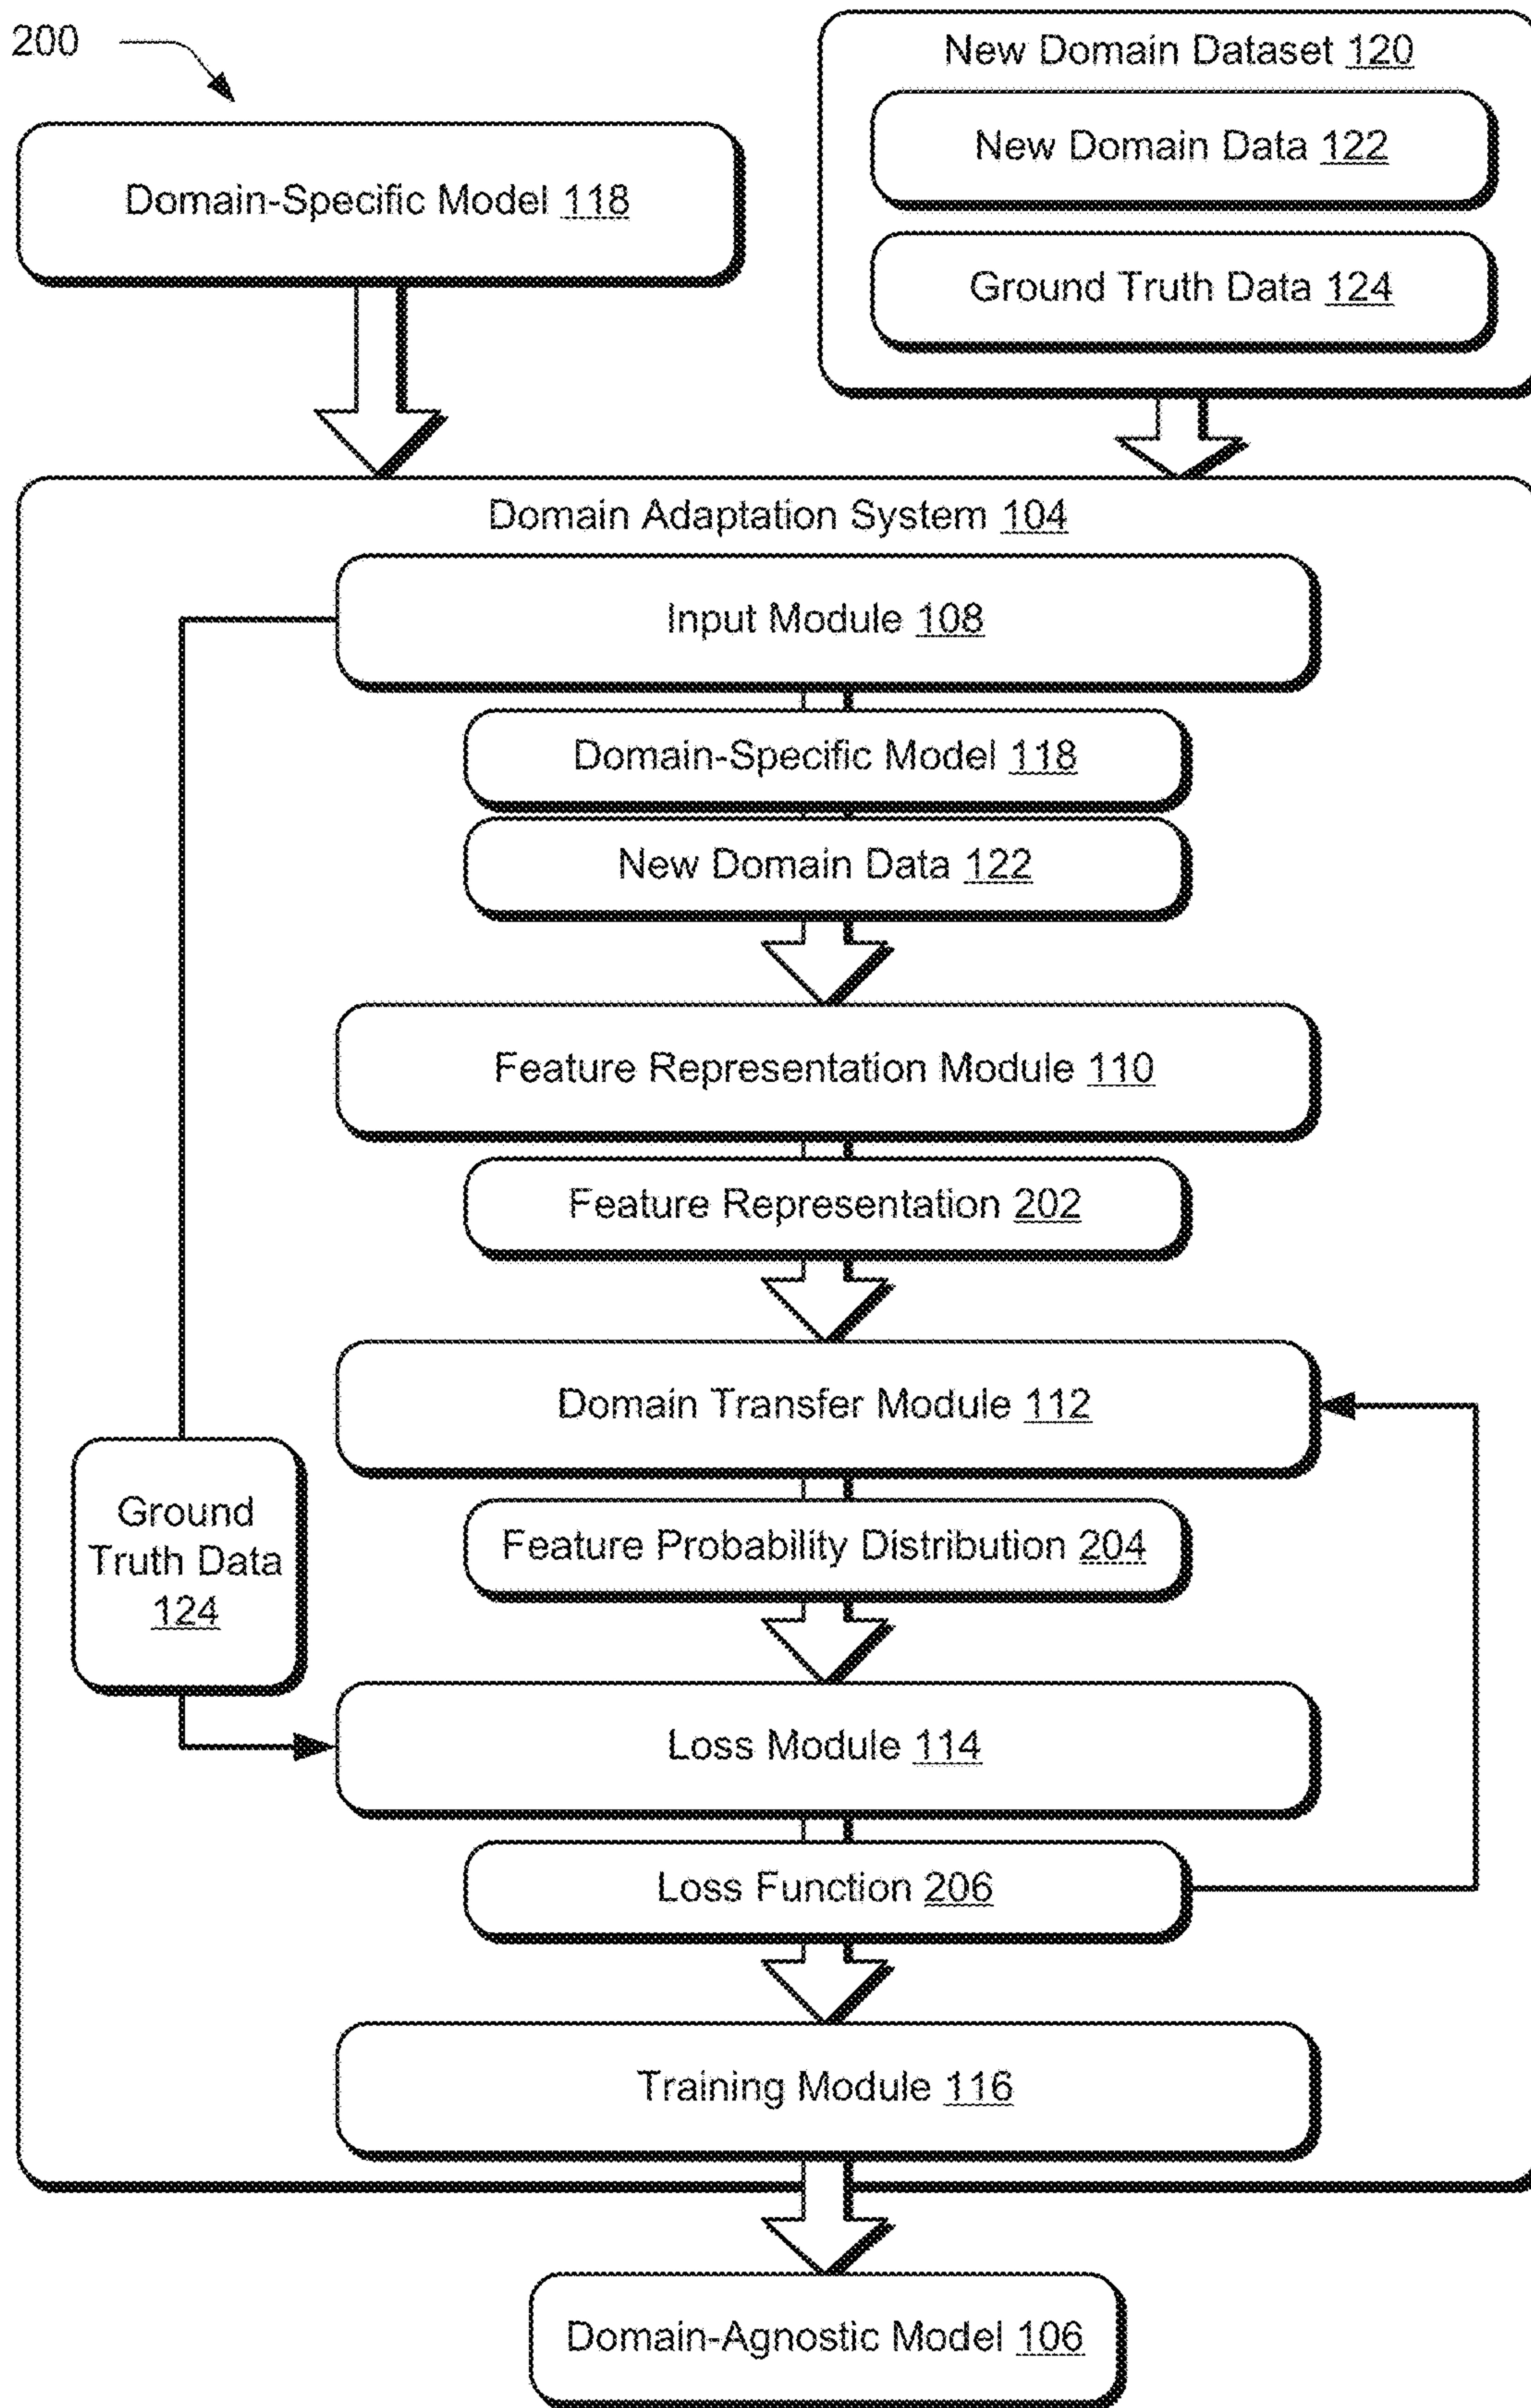 200
New Domain Dataset 120
New Domain Data 122
Domain-Specific Model 118
Ground Truth Data 124
Domain Adaptation System 104
Input Module 108
Domain-Specific Model 118
New Domain Data 122
Feature Representation Module 110
Feature Representation 202
Domain Transfer Module 112
Ground
Truth Data
124
Feature Probability Distribution 204
Loss Module 114
Loss Function 206
Training Module 116
Domain-Agnostic Model 106